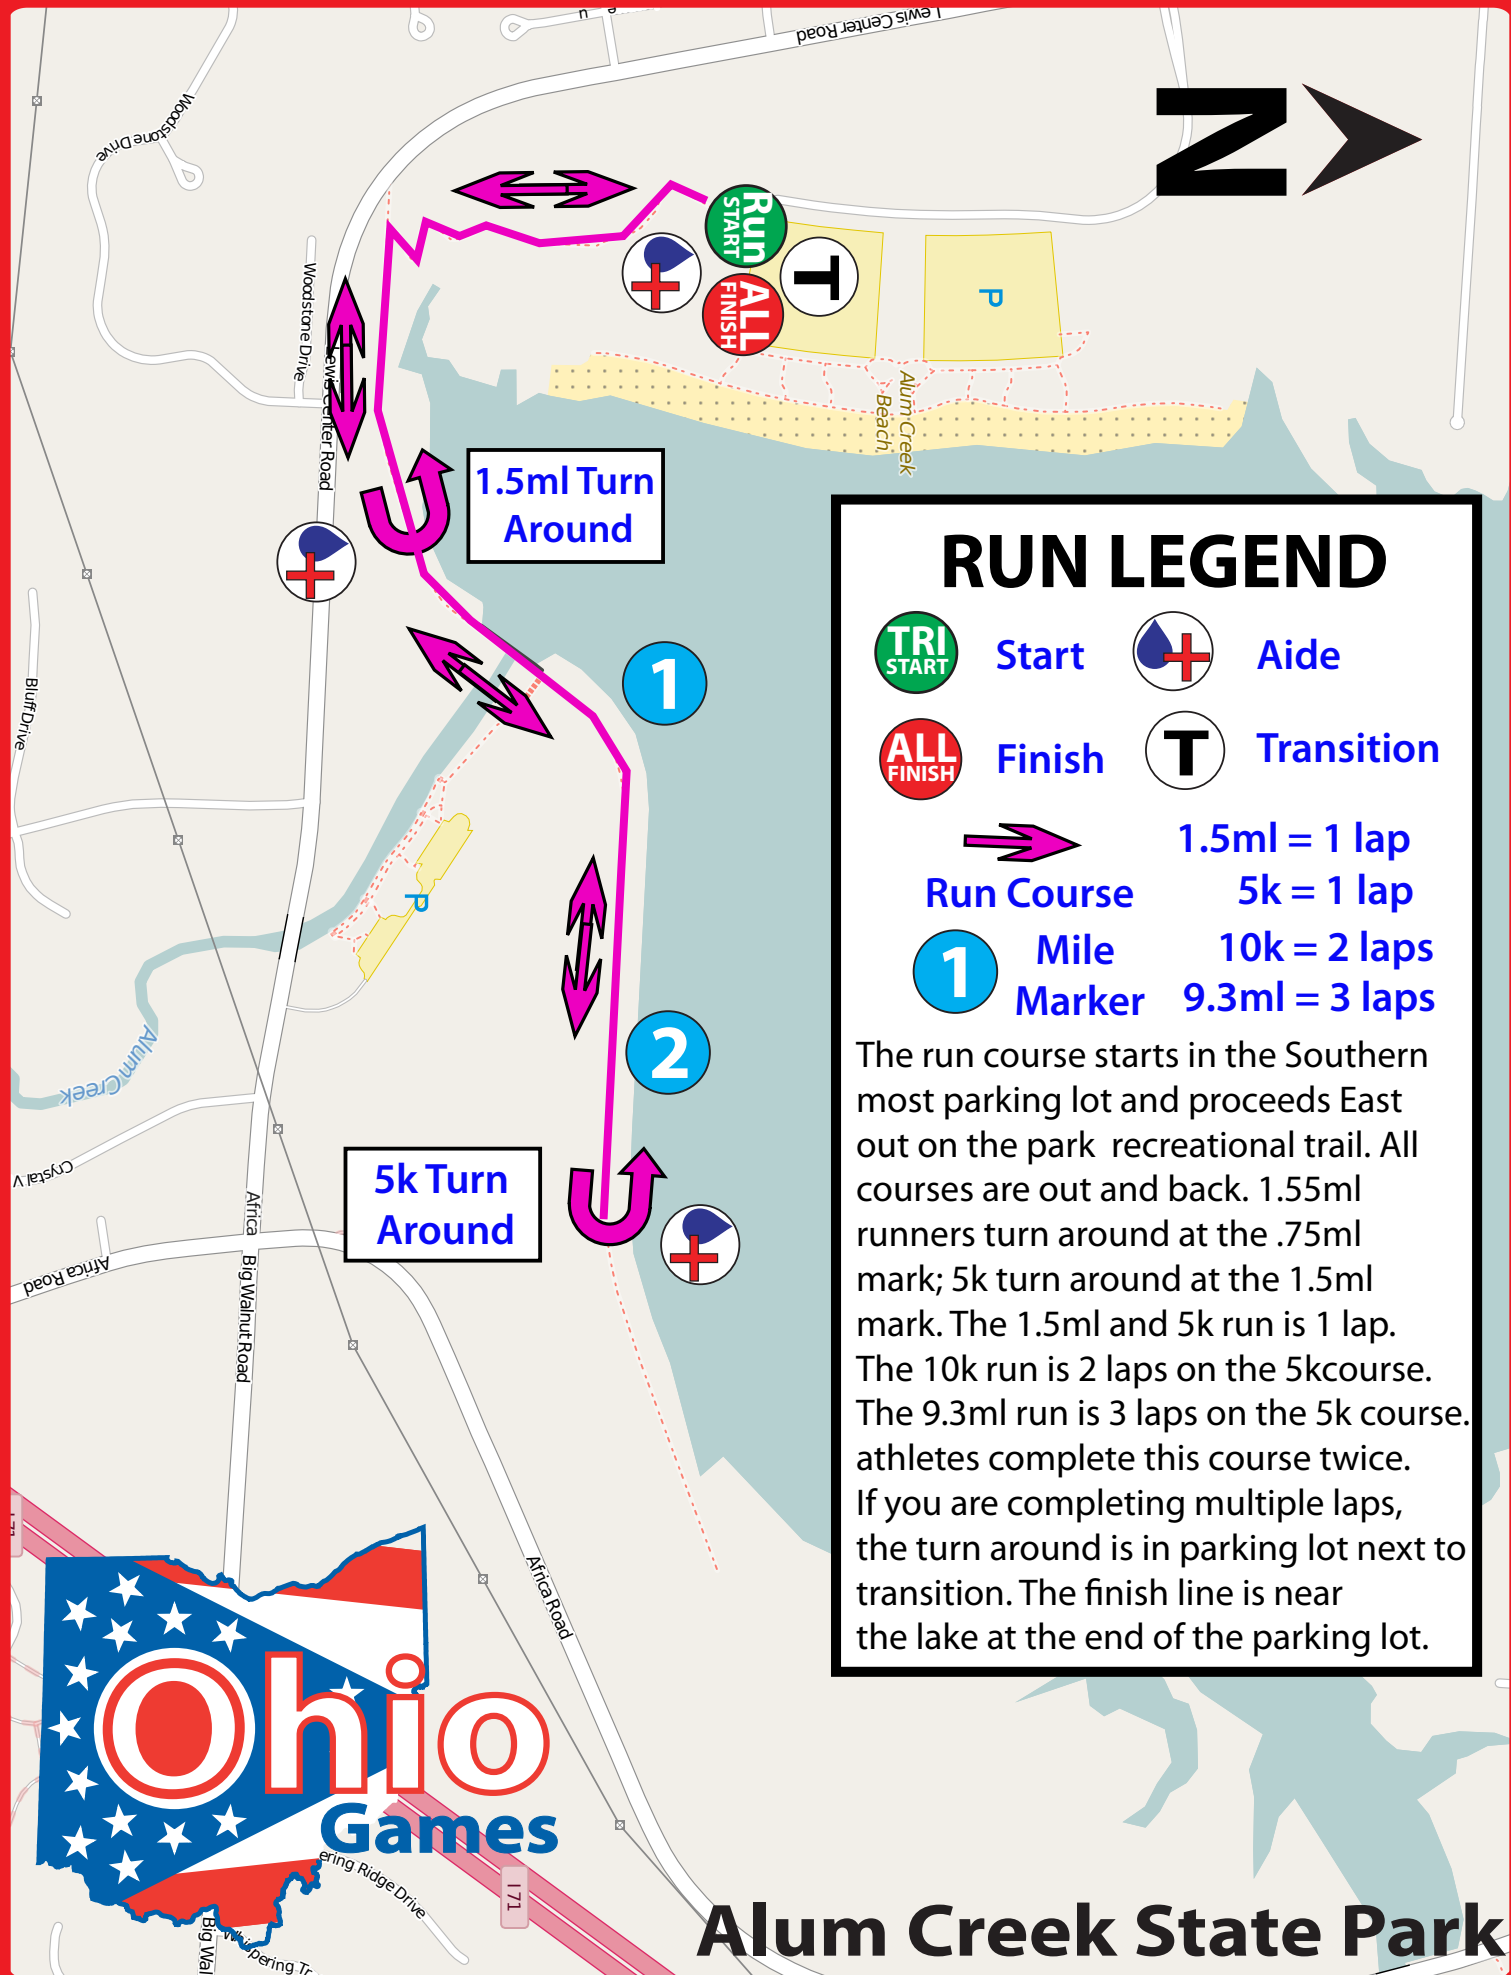 Lewis Center Road
Woodstone Drive
N
Run
START
ALL
FINISH
T
P
Woodstone Drive
Lewis Center Road
Alum Creek
Beach
1.5ml Turn
Around
1
Bluff Drive
P
2
Alum Creek
Crystal V
5k Turn
Around
Africa
Big Walnut Road
Africa Road
Africa Road
I 71
RUN LEGEND
TRI
START
Start
Aide
ALL
FINISH
Finish
T
Transition
Run Course
1.5ml = 1 lap
5k = 1 lap
1
Mile
Marker
10k = 2 laps
9.3ml = 3 laps
The run course starts in the Southern
most parking lot and proceeds East
out on the park recreational trail. All
courses are out and back. 1.55ml
runners turn around at the .75ml
mark; 5k turn around at the 1.5ml
mark. The 1.5ml and 5k run is 1 lap.
The 10k run is 2 laps on the 5kcourse.
The 9.3ml run is 3 laps on the 5k course.
athletes complete this course twice.
If you are completing multiple laps,
the turn around is in parking lot next to
transition. The finish line is near
the lake at the end of the parking lot.
Ohio
Games
ering Ridge Drive
I 71
Big Wal
Whispering Tr
Alum Creek State Park